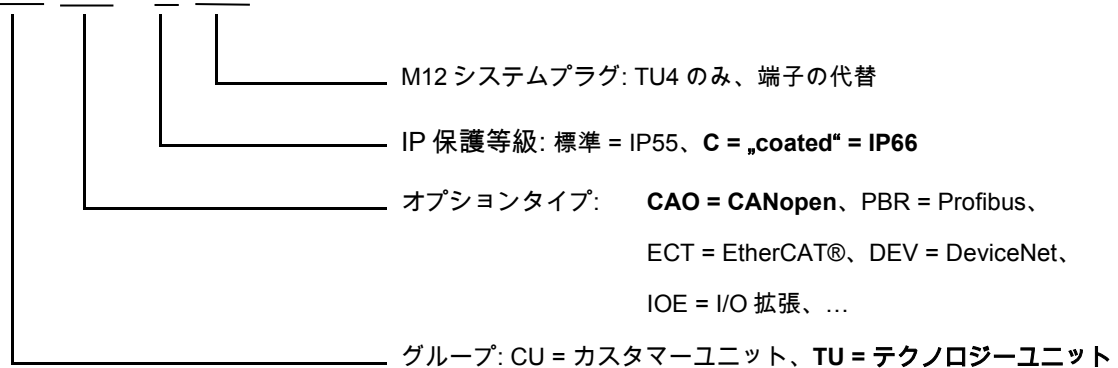 M12 システムプラグ: TU4 のみ、端子の代替
IP 保護等級: 標準 = IP55、C = „coated“ = IP66
オプションタイプ: CAO = CANopen、PBR = Profibus、
ECT = EtherCAT®、DEV = DeviceNet、
IOE = I/O 拡張、…
グループ: CU = カスタマーユニット、TU = テクノロジーユニット